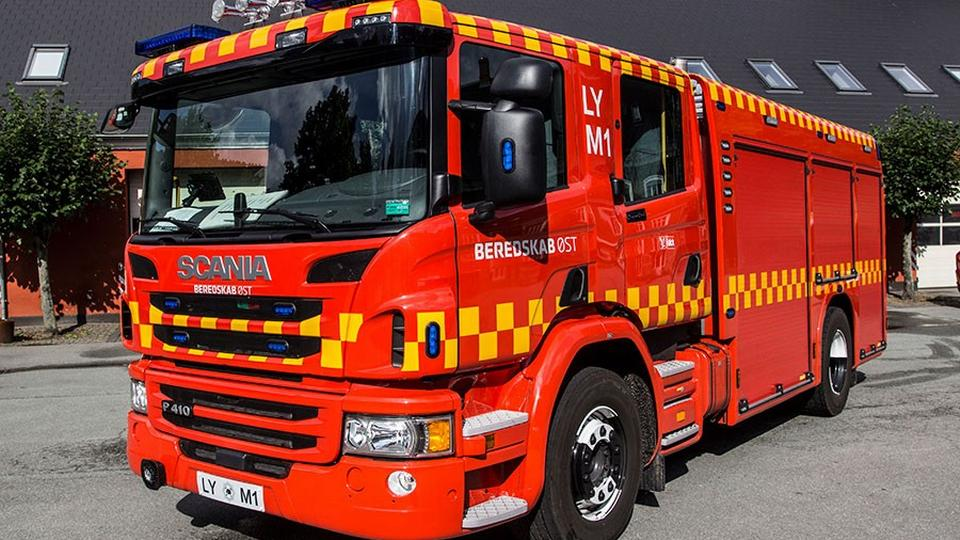 LY
M1
SCANIA
BEREDSKAB ØST
BEREDSKAB ØST
P 410
LY M1